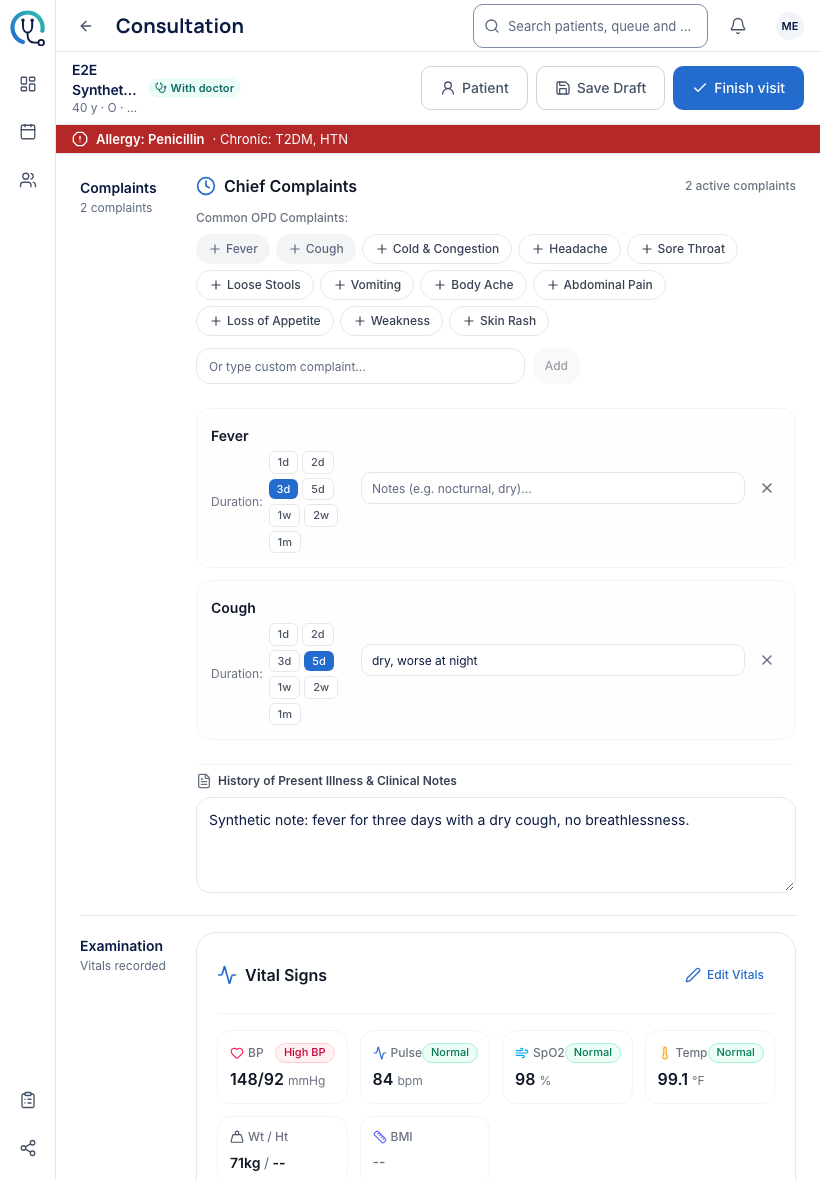 Consultation
Search patients, queue and ...
ME
E2E
Synthet...
40 y · O · ...
With doctor
Patient
Save Draft
Finish visit
Allergy: Penicillin · Chronic: T2DM, HTN
Complaints
2 complaints
Chief Complaints
2 active complaints
Common OPD Complaints:
+ Fever
+ Cough
+ Cold & Congestion
+ Headache
+ Sore Throat
+ Loose Stools
+ Vomiting
+ Body Ache
+ Abdominal Pain
+ Loss of Appetite
+ Weakness
+ Skin Rash
Or type custom complaint...
Add
Fever
Duration:
1d 2d
3d 5d
1w 2w
1m
Notes (e.g. nocturnal, dry)...
Cough
Duration:
1d 2d
3d 5d
1w 2w
1m
dry, worse at night
History of Present Illness & Clinical Notes
Synthetic note: fever for three days with a dry cough, no breathlessness.
Examination
Vitals recorded
Vital Signs
Edit Vitals
BP High BP
148/92 mmHg
Pulse Normal
84 bpm
SpO2 Normal
98 %
Temp Normal
99.1 °F
Wt / Ht
71kg / --
BMI
--